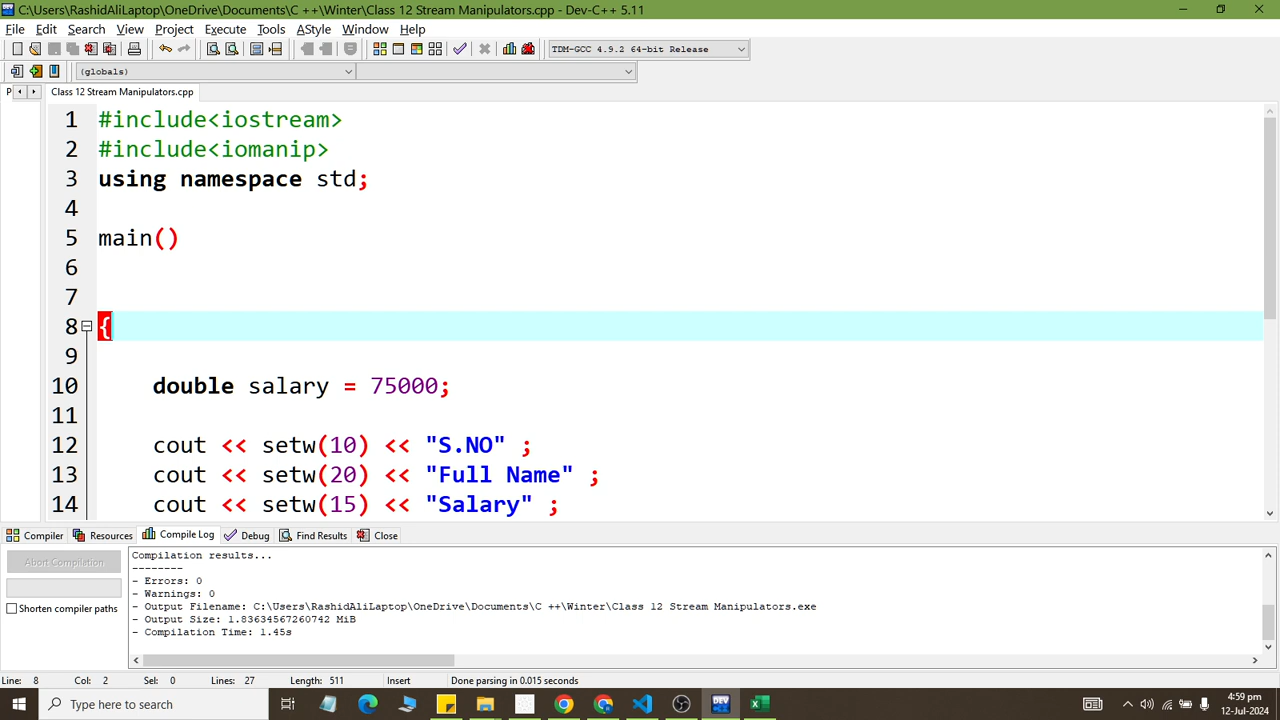 C:\Users\RashidAliLaptop\OneDrive\Documents\C ++\Winter\Class 12 Stream Manipulators.cpp - Dev-C++ 5.11
File Edit Search View Project Execute Tools AStyle Window Help
TDM-GCC 4.9.2 64-bit Release
(globals)
P Class 12 Stream Manipulators.cpp
1 #include<iostream>
2 #include<iomanip>
3 using namespace std;
4
5 main()
6
7
8 {
9
10 double salary = 75000;
11
12 cout << setw(10) << "S.NO" ;
13 cout << setw(20) << "Full Name" ;
14 cout << setw(15) << "Salary" ;
Compiler Resources Compile Log Debug Find Results Close
Abort Compilation
Shorten compiler paths
Compilation results...
--------
- Errors: 0
- Warnings: 0
- Output Filename: C:\Users\RashidAliLaptop\OneDrive\Documents\C ++\Winter\Class 12 Stream Manipulators.exe
- Output Size: 1.83634567260742 MiB
- Compilation Time: 1.45s
Line: 8 Col: 2 Sel: 0 Lines: 27 Length: 511 Insert Done parsing in 0.015 seconds
Type here to search
DEV
4:59 pm
12-Jul-2024